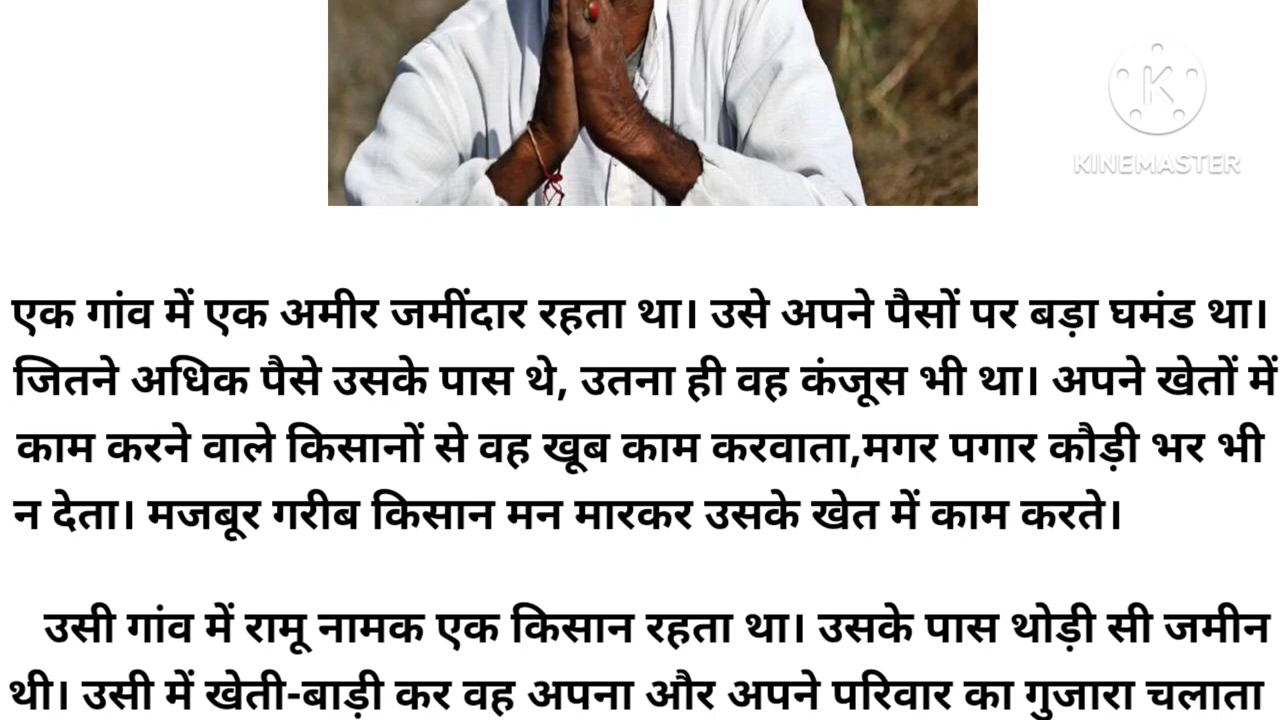 KINEMASTER
एक गांव में एक अमीर जमींदार रहता था। उसे अपने पैसों पर बड़ा घमंड था।
जितने अधिक पैसे उसके पास थे, उतना ही वह कंजूस भी था। अपने खेतों में
काम करने वाले किसानों से वह खूब काम करवाता,मगर पगार कौड़ी भर भी
न देता। मजबूर गरीब किसान मन मारकर उसके खेत में काम करते।
उसी गांव में रामू नामक एक किसान रहता था। उसके पास थोड़ी सी जमीन
थी। उसी में खेती-बाड़ी कर वह अपना और अपने परिवार का गुजारा चलाता